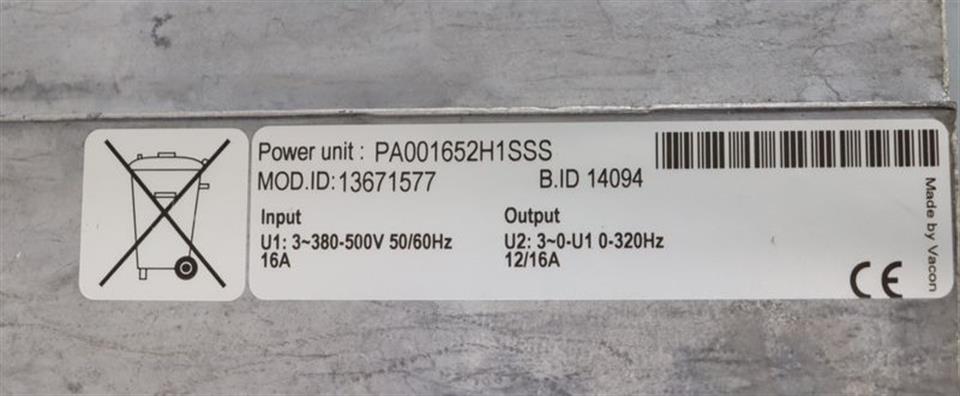 Power unit : PA001652H1SSS
MOD.ID:13671577 B.ID 14094
Input
U1: 3~380-500V 50/60Hz
16A
Output
U2: 3~0-U1 0-320Hz
12/16A
CE
Made by Vacon